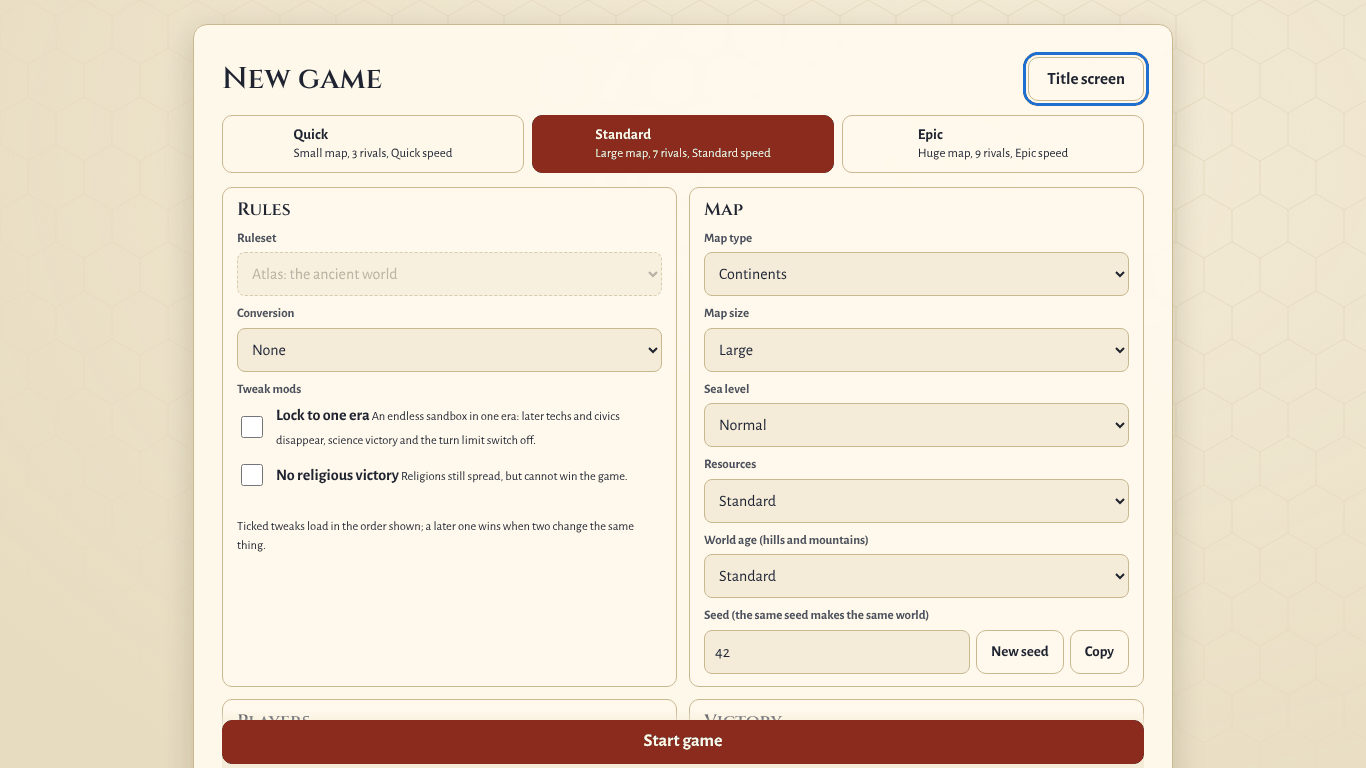 New game
Title screen
Quick
Small map, 3 rivals, Quick speed
Standard
Large map, 7 rivals, Standard speed
Epic
Huge map, 9 rivals, Epic speed
Rules
Ruleset
Atlas: the ancient world
Conversion
None
Tweak mods
Lock to one era An endless sandbox in one era: later techs and civics
disappear, science victory and the turn limit switch off.
No religious victory Religions still spread, but cannot win the game.
Ticked tweaks load in the order shown; a later one wins when two change the same
thing.
Map
Map type
Continents
Map size
Large
Sea level
Normal
Resources
Standard
World age (hills and mountains)
Standard
Seed (the same seed makes the same world)
42
New seed
Copy
Players
Victory
Start game